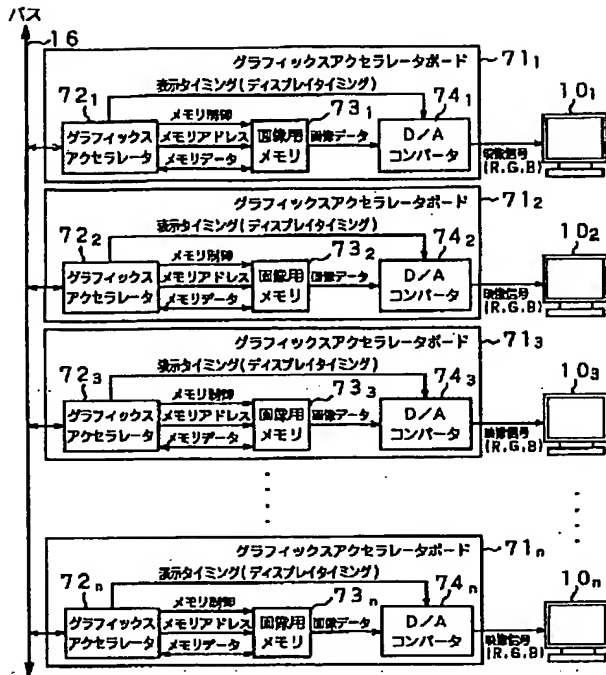 バス
16
グラフィックスアクセラレータボード
71₁
表示タイミング(ディスプレイタイミング)
72₁
メモリ制御
73₁
74₁
10₁
グラフィックス
アクセラレータ
メモリアドレス
メモリデータ
画像用
メモリ
画像データ
D/A
コンバータ
映像信号
(R,G,B)
グラフィックスアクセラレータボード
71₂
表示タイミング(ディスプレイタイミング)
72₂
メモリ制御
73₂
74₂
10₂
グラフィックス
アクセラレータ
メモリアドレス
メモリデータ
画像用
メモリ
画像データ
D/A
コンバータ
映像信号
(R,G,B)
グラフィックスアクセラレータボード
71₃
表示タイミング(ディスプレイタイミング)
72₃
メモリ制御
73₃
74₃
10₃
グラフィックス
アクセラレータ
メモリアドレス
メモリデータ
画像用
メモリ
画像データ
D/A
コンバータ
映像信号
(R,G,B)
グラフィックスアクセラレータボード
71ₙ
表示タイミング(ディスプレイタイミング)
72ₙ
メモリ制御
73ₙ
74ₙ
10ₙ
グラフィックス
アクセラレータ
メモリアドレス
メモリデータ
画像用
メモリ
画像データ
D/A
コンバータ
映像信号
(R,G,B)